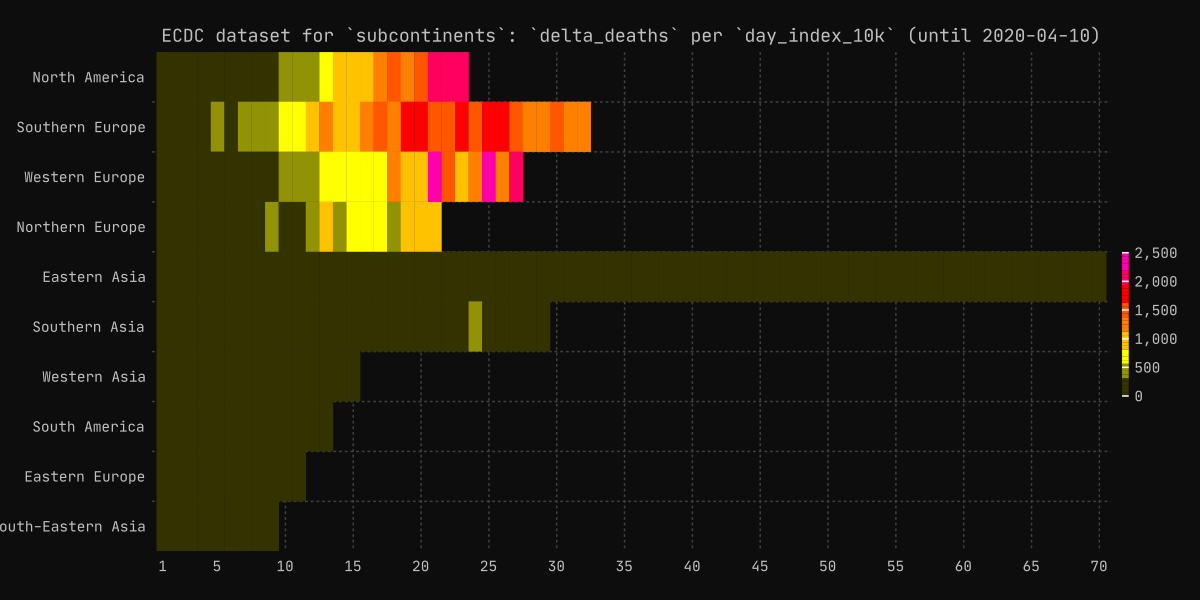 ECDC dataset for `subcontinents`: `delta_deaths` per `day_index_10k` (until 2020-04-10)
North America
Southern Europe
Western Europe
Northern Europe
Eastern Asia
Southern Asia
Western Asia
South America
Eastern Europe
outh-Eastern Asia
1 5 10 15 20 25 30 35 40 45 50 55 60 65 70
2,500
2,000
1,500
1,000
500
0